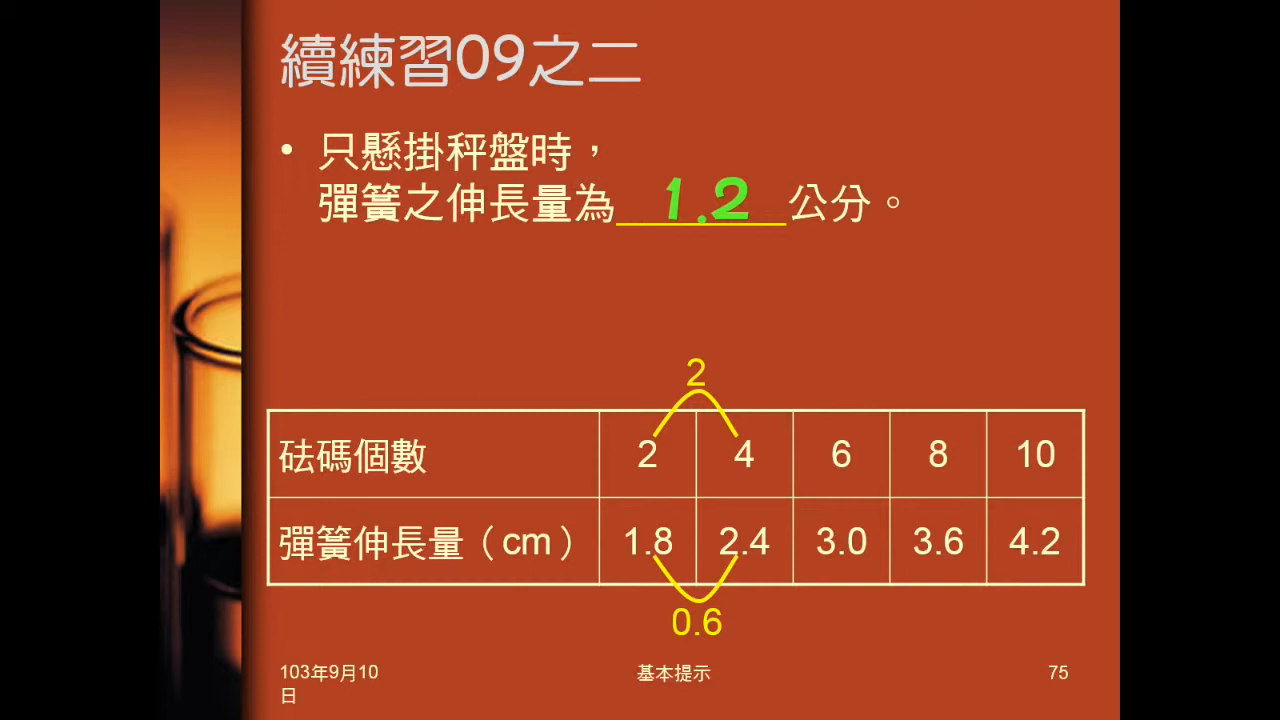 續練習09之二
• 只懸掛秤盤時，
彈簧之伸長量為 1.2 公分。
2
砝碼個數 2 4 6 8 10
彈簧伸長量（cm） 1.8 2.4 3.0 3.6 4.2
0.6
103年9月10
日
基本提示
75